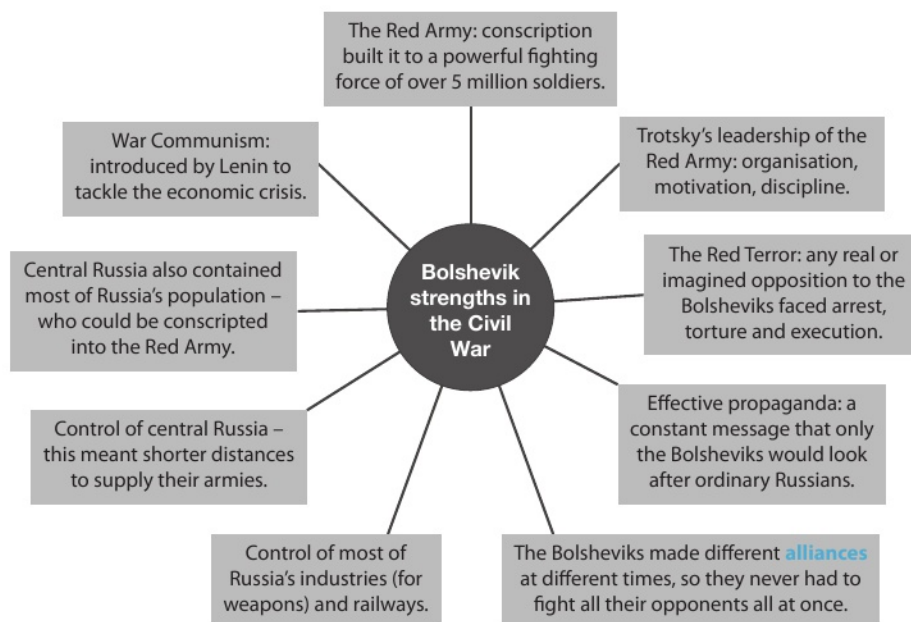 The Red Army: conscription
built it to a powerful fighting
force of over 5 million soldiers.
War Communism:
introduced by Lenin to
tackle the economic crisis.
Trotsky’s leadership of the
Red Army: organisation,
motivation, discipline.
Central Russia also contained
most of Russia’s population –
who could be conscripted
into the Red Army.
Bolshevik
strengths in
the Civil
War
The Red Terror: any real or
imagined opposition to the
Bolsheviks faced arrest,
torture and execution.
Control of central Russia –
this meant shorter distances
to supply their armies.
Effective propaganda: a
constant message that only
the Bolsheviks would look
after ordinary Russians.
Control of most of
Russia’s industries (for
weapons) and railways.
The Bolsheviks made different alliances
at different times, so they never had to
fight all their opponents all at once.